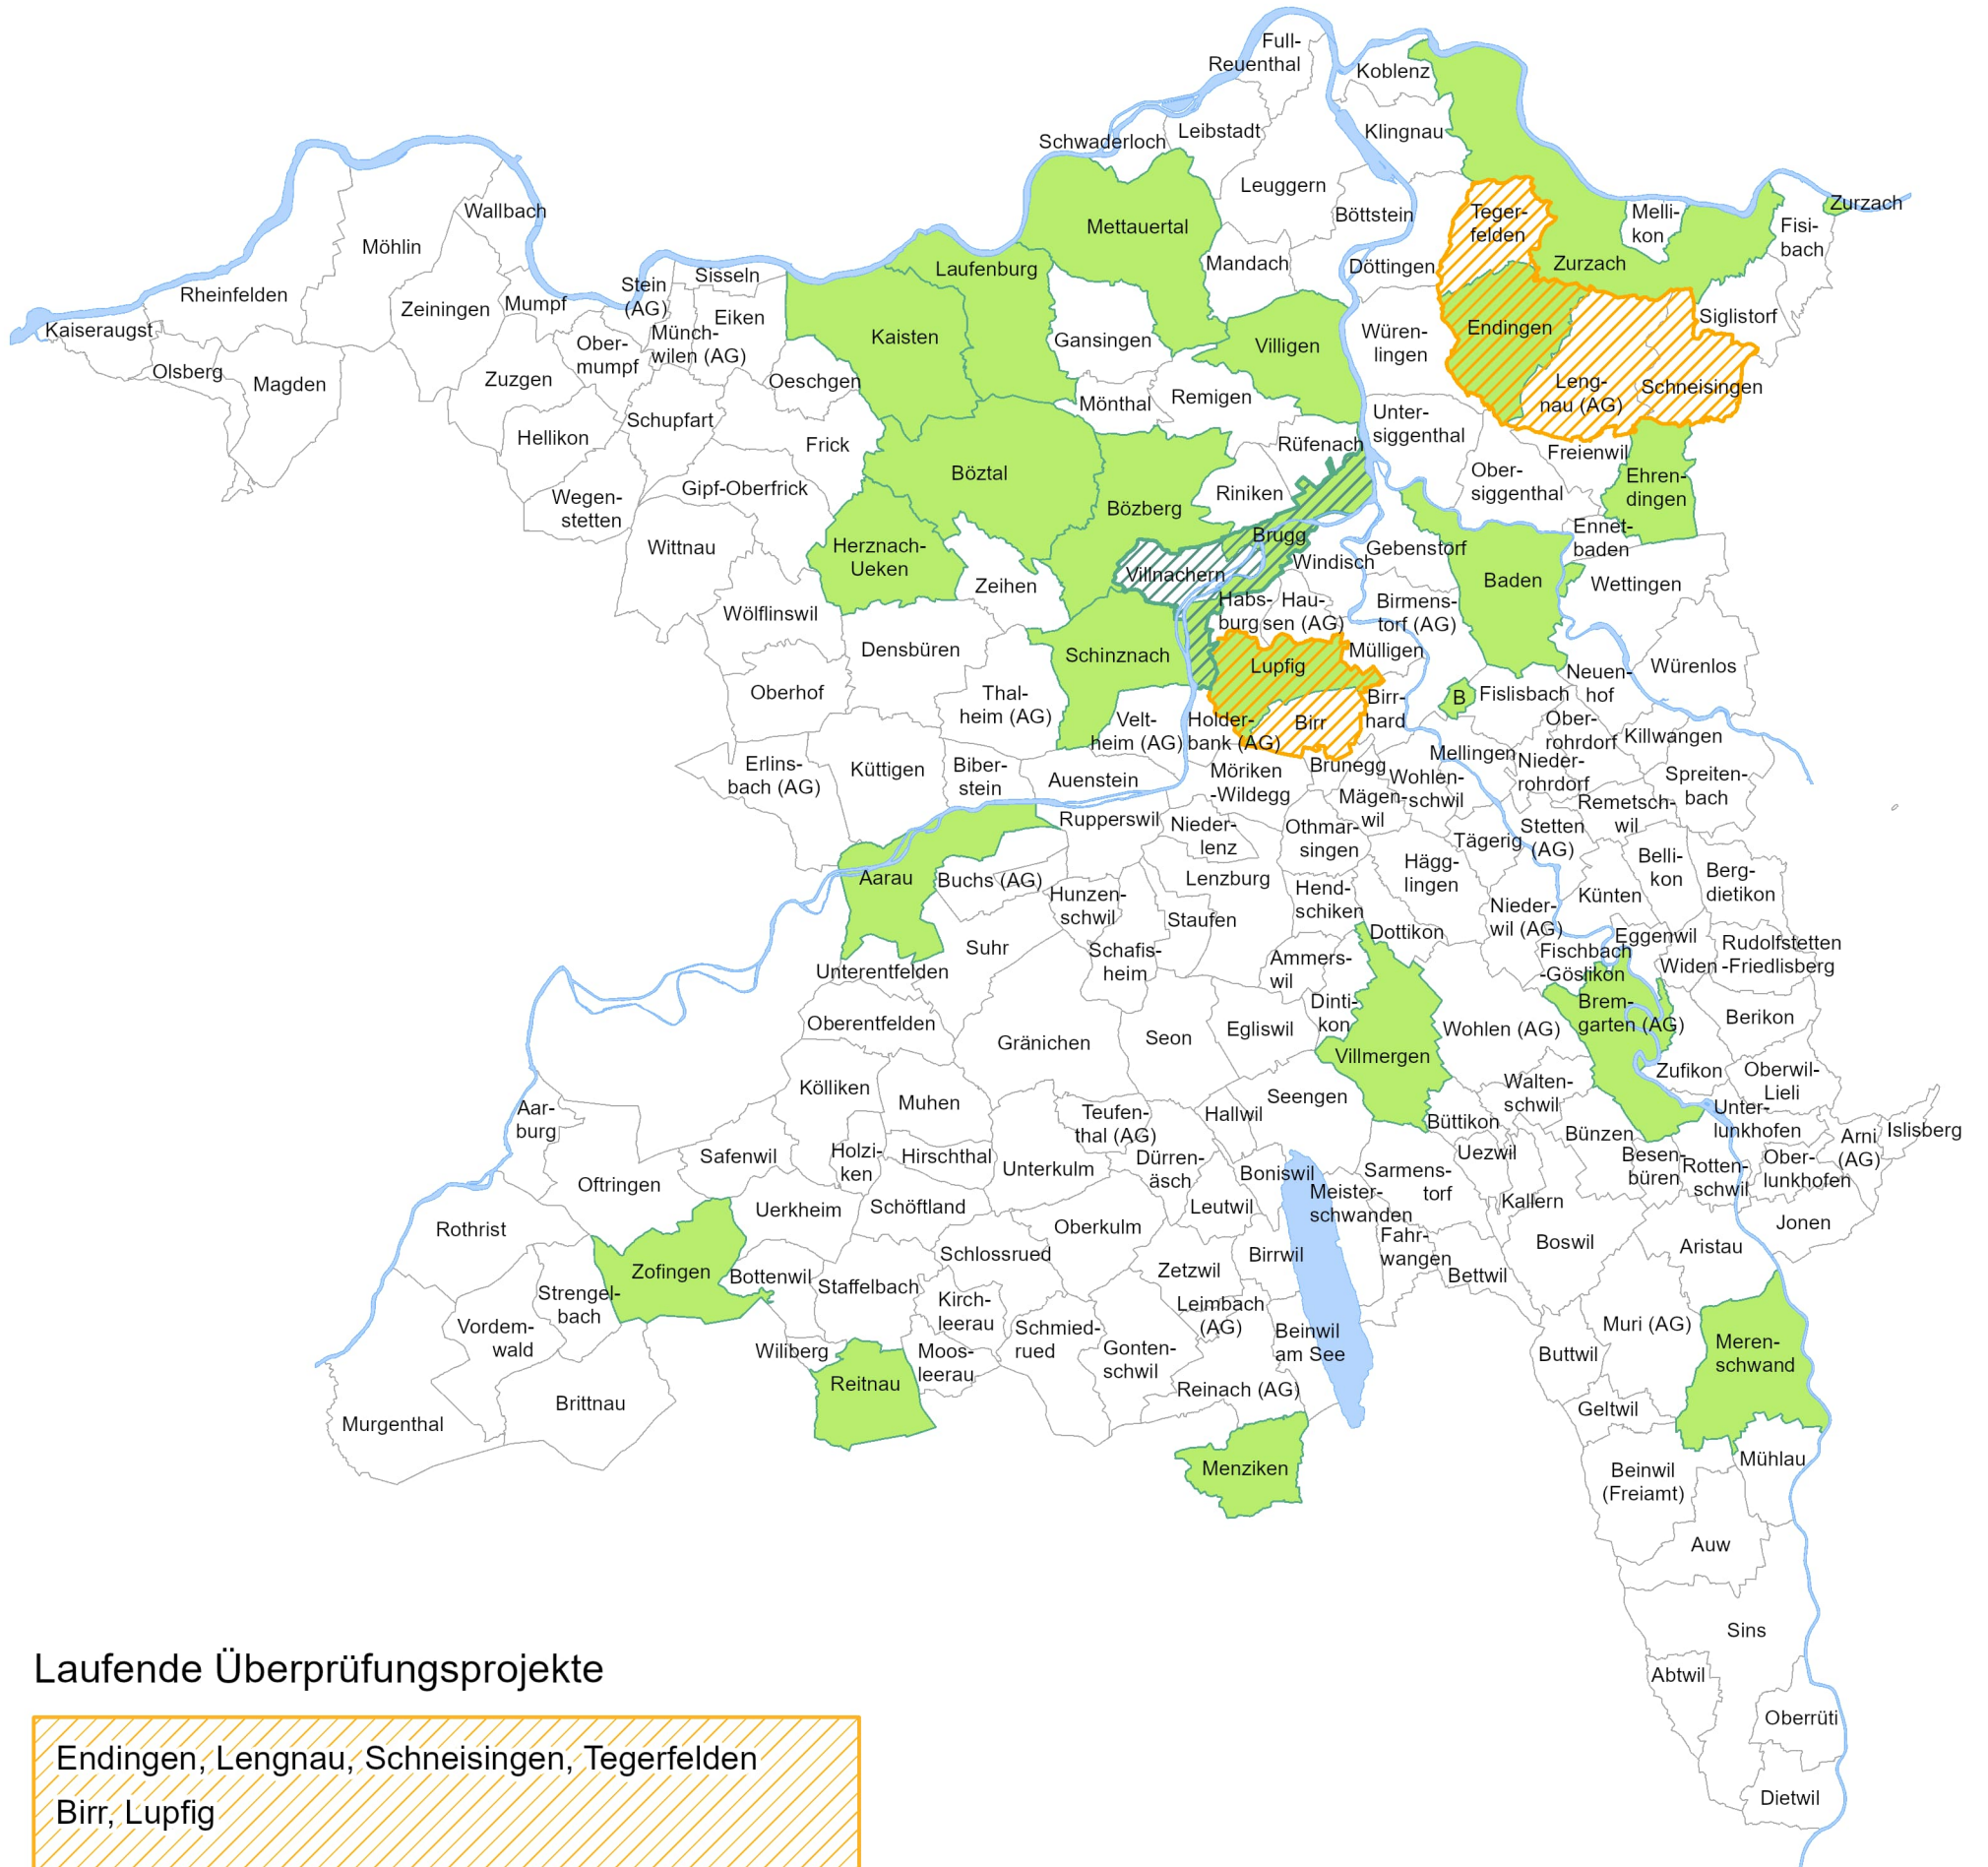 Full-
Reuenthal
Koblenz
Schwaderloch
Leibstadt
Klingnau
Leuggern
Wallbach
Möhlin
Mettauertal
Böttstein
Teger-
felden
Melli-
kon
Zurzach
Fisi-
bach
Mandach
Döttingen
Zurzach
Laufenburg
Sisseln
Stein
(AG)
Rheinfelden
Zeiningen
Mumpf
Eiken
Kaiseraugst
Münch-
wilen (AG)
Ober-
mumpf
Kaisten
Gansingen
Villigen
Würen-
lingen
Endingen
Siglistorf
Olsberg
Magden
Zuzgen
Oeschgen
Mönthal
Remigen
Leng-
nau (AG)
Schneisingen
Schupfart
Hellikon
Frick
Rüfenach
Unter-
siggenthal
Freienwil
Ober-
siggenthal
Ehren-
dingen
Böztal
Gipf-Oberfrick
Wegen-
stetten
Bözberg
Riniken
Ennet-
baden
Wittnau
Herznach-
Ueken
Brugg
Gebenstorf
Windisch
Villnachern
Zeihen
Baden
Wettingen
Wölflinswil
Habs-
burg
Hau-
sen (AG)
Birmens-
torf (AG)
Densbüren
Schinznach
Lupfig
Mülligen
Würenlos
Oberhof
Thal-
heim (AG)
Velt-
heim (AG)
Holder-
bank (AG)
Birr
Birr-
hard
B
Fislisbach
Neuen-
hof
Ober-
rohrdorf
Killwangen
Erlins-
bach (AG)
Küttigen
Biber-
stein
Auenstein
Möriken
-Wildegg
Brunegg
Wohlen-
schwil
Mellingen
Nieder-
rohrdorf
Spreiten-
bach
Mägen-
wil
Remetsch-
wil
Rupperswil
Nieder-
lenz
Othmar-
singen
Tägerig
Stetten
(AG)
Aarau
Buchs (AG)
Hunzen-
schwil
Lenzburg
Hend-
schiken
Hägg-
lingen
Belli-
kon
Berg-
dietikon
Künten
Staufen
Nieder-
wil (AG)
Dottikon
Suhr
Schafis-
heim
Ammers-
wil
Fischbach
-Göslikon
Eggenwil
Widen
Rudolfstetten
-Friedlisberg
Unterentfelden
Oberentfelden
Gränichen
Seon
Egliswil
Dinti-
kon
Wohlen (AG)
Brem-
garten (AG)
Berikon
Villmergen
Zufikon
Oberwil-
Lieli
Kölliken
Muhen
Teufen-
thal (AG)
Hallwil
Seengen
Walten-
schwil
Büttikon
Unter-
lunkhofen
Aar-
burg
Bünzen
Arni
(AG)
Islisberg
Safenwil
Holzi-
ken
Hirschthal
Unterkulm
Dürren-
äsch
Boniswil
Sarmens-
torf
Uezwil
Besen-
büren
Rotten-
schwil
Ober-
lunkhofen
Oftringen
Uerkheim
Schöftland
Leutwil
Meister-
schwanden
Kallern
Jonen
Rothrist
Oberkulm
Birrwil
Fahr-
wangen
Boswil
Aristau
Schlossrued
Zofingen
Bottenwil
Staffelbach
Zetzwil
Bettwil
Strengel-
bach
Kirch-
leerau
Leimbach
(AG)
Muri (AG)
Vordem-
wald
Schmied-
rued
Gonten-
schwil
Beinwil
am See
Buttwil
Meren-
schwand
Wiliberg
Moos-
leerau
Reitnau
Reinach (AG)
Geltwil
Brittnau
Murgenthal
Menziken
Beinwil
(Freiamt)
Mühlau
Auw
Sins
Abtwil
Oberrüti
Dietwil
Laufende Überprüfungsprojekte
Endingen, Lengnau, Schneisingen, Tegerfelden
Birr, Lupfig